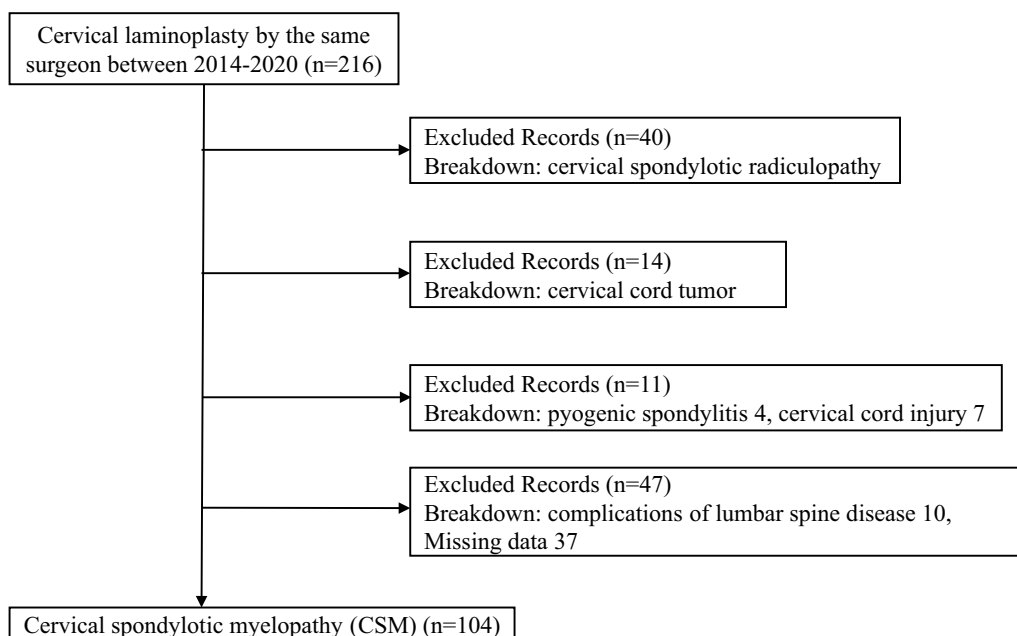 Cervical laminoplasty by the same
surgeon between 2014-2020 (n=216)
Excluded Records (n=40)
Breakdown: cervical spondylotic radiculopathy
Excluded Records (n=14)
Breakdown: cervical cord tumor
Excluded Records (n=11)
Breakdown: pyogenic spondylitis 4, cervical cord injury 7
Excluded Records (n=47)
Breakdown: complications of lumbar spine disease 10,
Missing data 37
Cervical spondylotic myelopathy (CSM) (n=104)